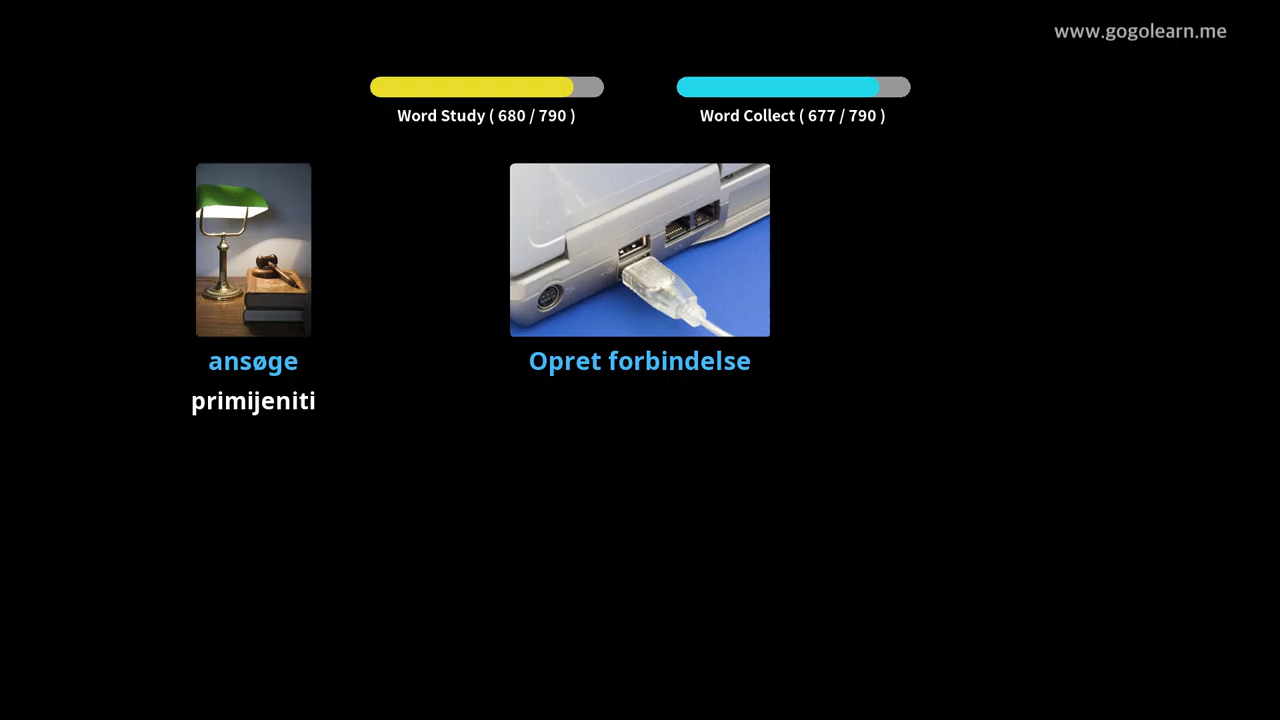 www.gogolearn.me
Word Study ( 680 / 790 )
Word Collect ( 677 / 790 )
ansøge
Opret forbindelse
primijeniti